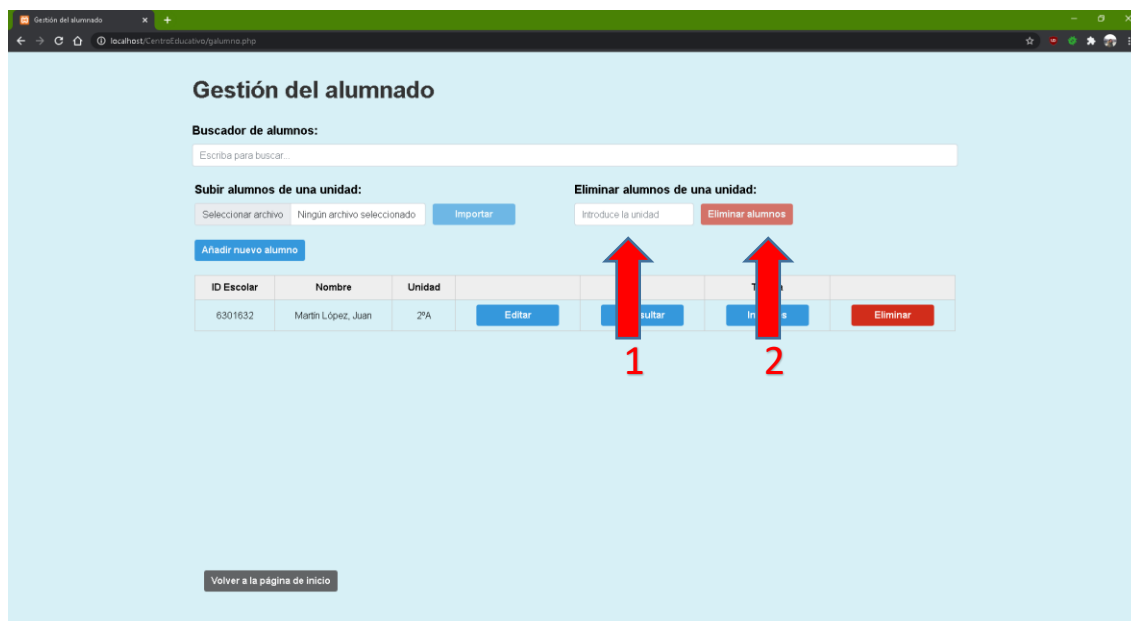 Gestión del alumnado
localhost/CentroEducativo/galumno.php
Gestión del alumnado
Buscador de alumnos:
Escriba para buscar...
Subir alumnos de una unidad: Eliminar alumnos de una unidad:
Seleccionar archivo Ningún archivo seleccionado Importar Introduce la unidad Eliminar alumnos
Añadir nuevo alumno
ID Escolar Nombre Unidad
6301632 Martín López, Juan 2ºA Editar Eliminar
1 2
Volver a la página de inicio